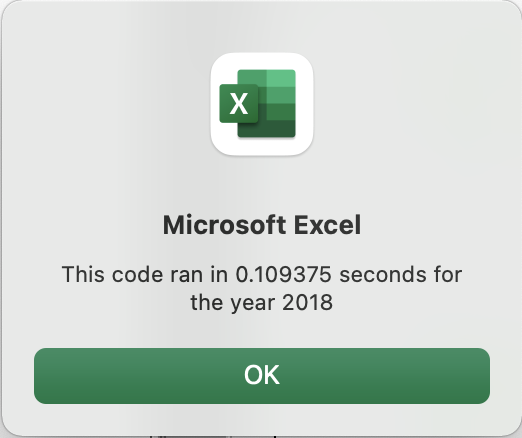 X
Microsoft Excel
This code ran in 0.109375 seconds for
the year 2018
OK